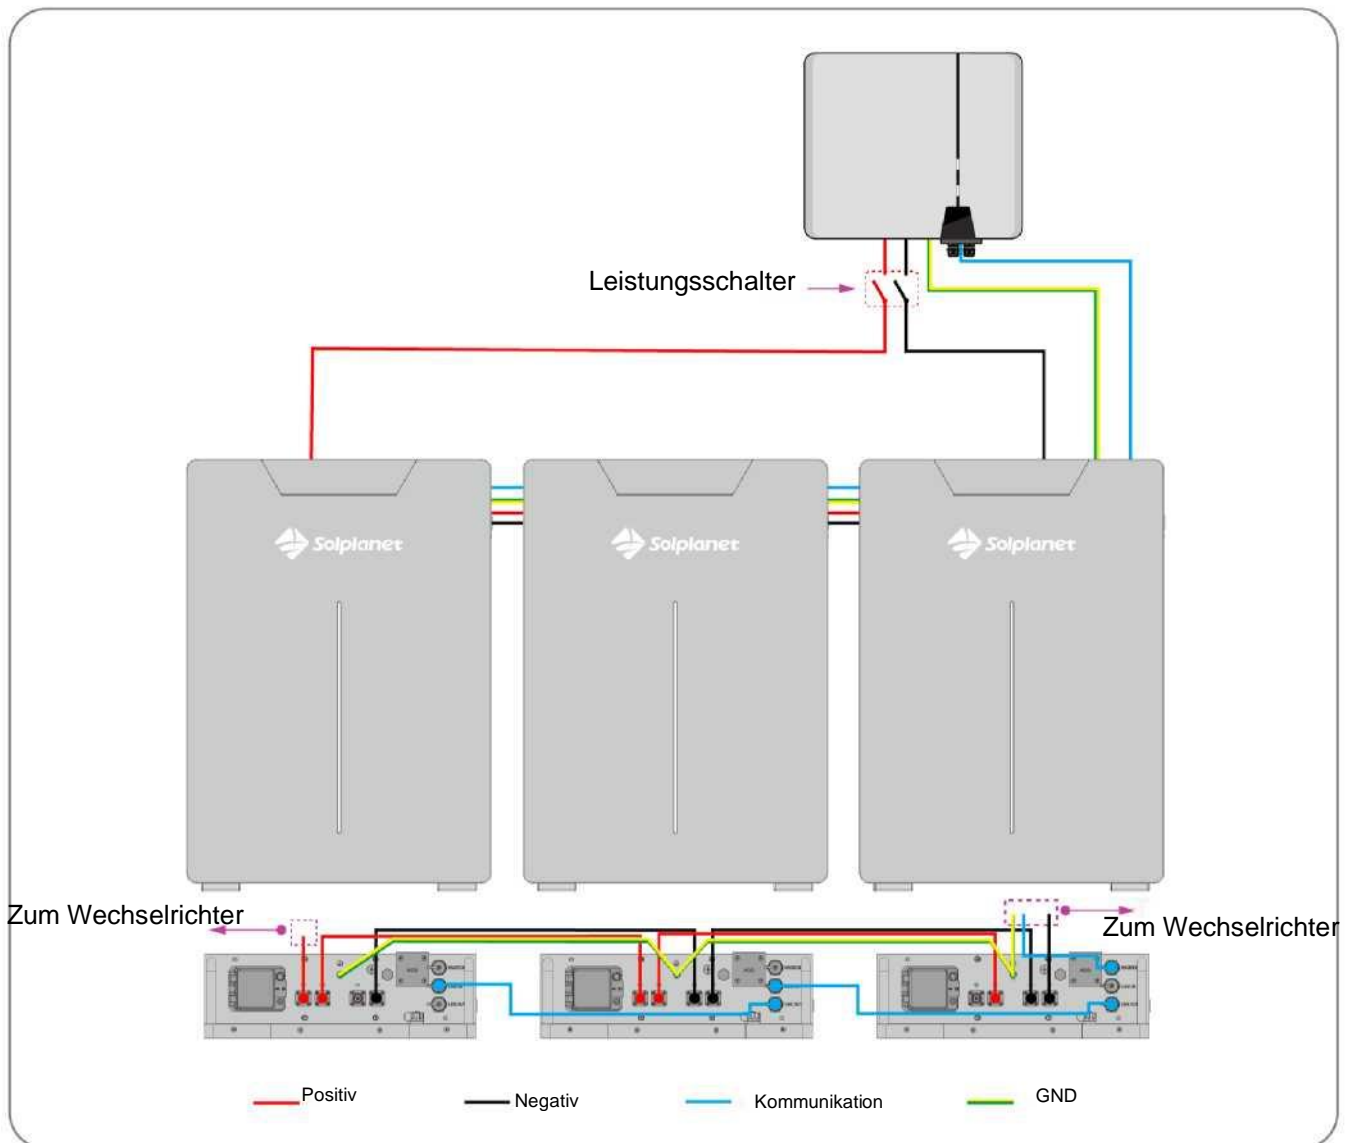 Leistungsschalter
Solplanet
Solplanet
Solplanet
Zum Wechselrichter
Zum Wechselrichter
Positiv
Negativ
Kommunikation
GND